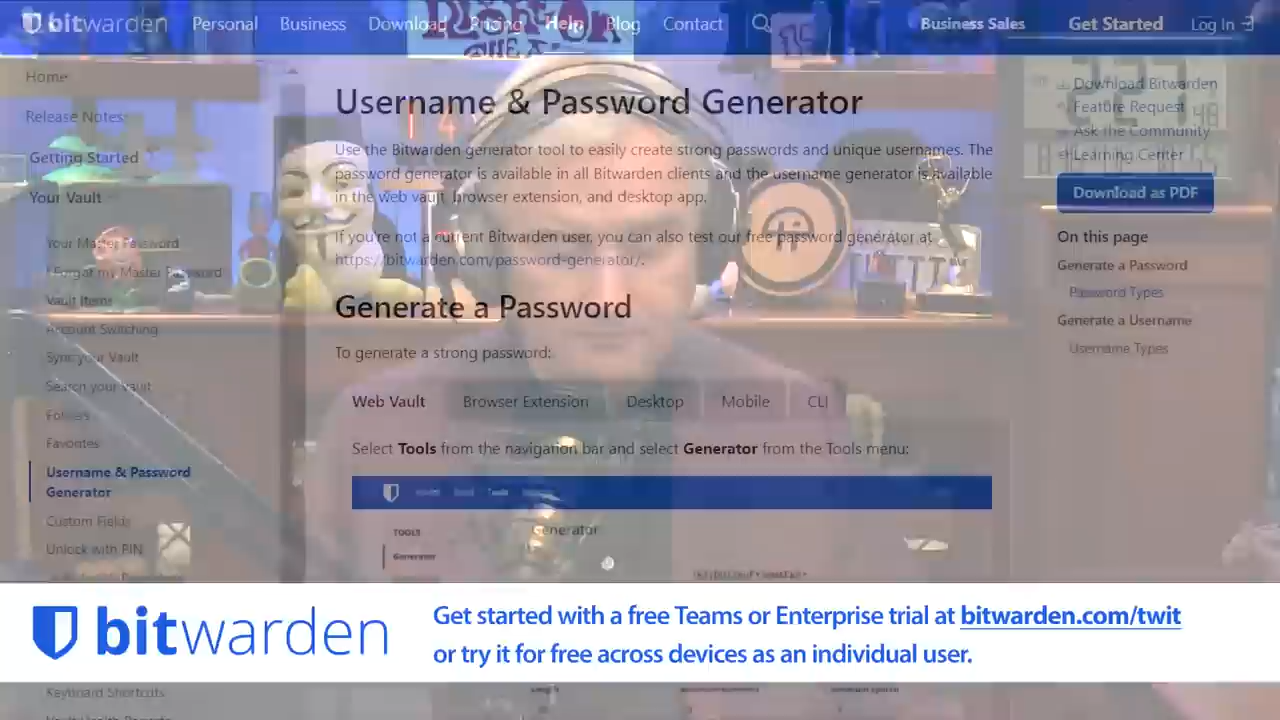 bitwarden
Personal
Business
Download
Pricing
Help
Blog
Contact
Business Sales
Get Started
Log In
Home
Release Notes
Getting Started
Your Vault
Your Master Password
I Forgot my Master Password
Vault Items
Account Switching
Sync your Vault
Search your vault
Folders
Favorites
Username & Password
Generator
Custom Fields
Unlock with PIN
Keyboard Shortcuts
Vault Health Reports
Username & Password Generator
Use the Bitwarden generator tool to easily create strong passwords and unique usernames. The
password generator is available in all Bitwarden clients and the username generator is available
in the web vault, browser extension, and desktop app.
If you're not a current Bitwarden user, you can also test our free password generator at
https://bitwarden.com/password-generator/.
Generate a Password
To generate a strong password:
Web Vault
Browser Extension
Desktop
Mobile
CLI
Select Tools from the navigation bar and select Generator from the Tools menu:
Tools
TOOLS
Generator
Generator
Download Bitwarden
Feature Request
Ask the Community
Learning Center
Download as PDF
On this page
Generate a Password
Password Types
Generate a Username
Username Types
bitwarden
Get started with a free Teams or Enterprise trial at bitwarden.com/twit
or try it for free across devices as an individual user.